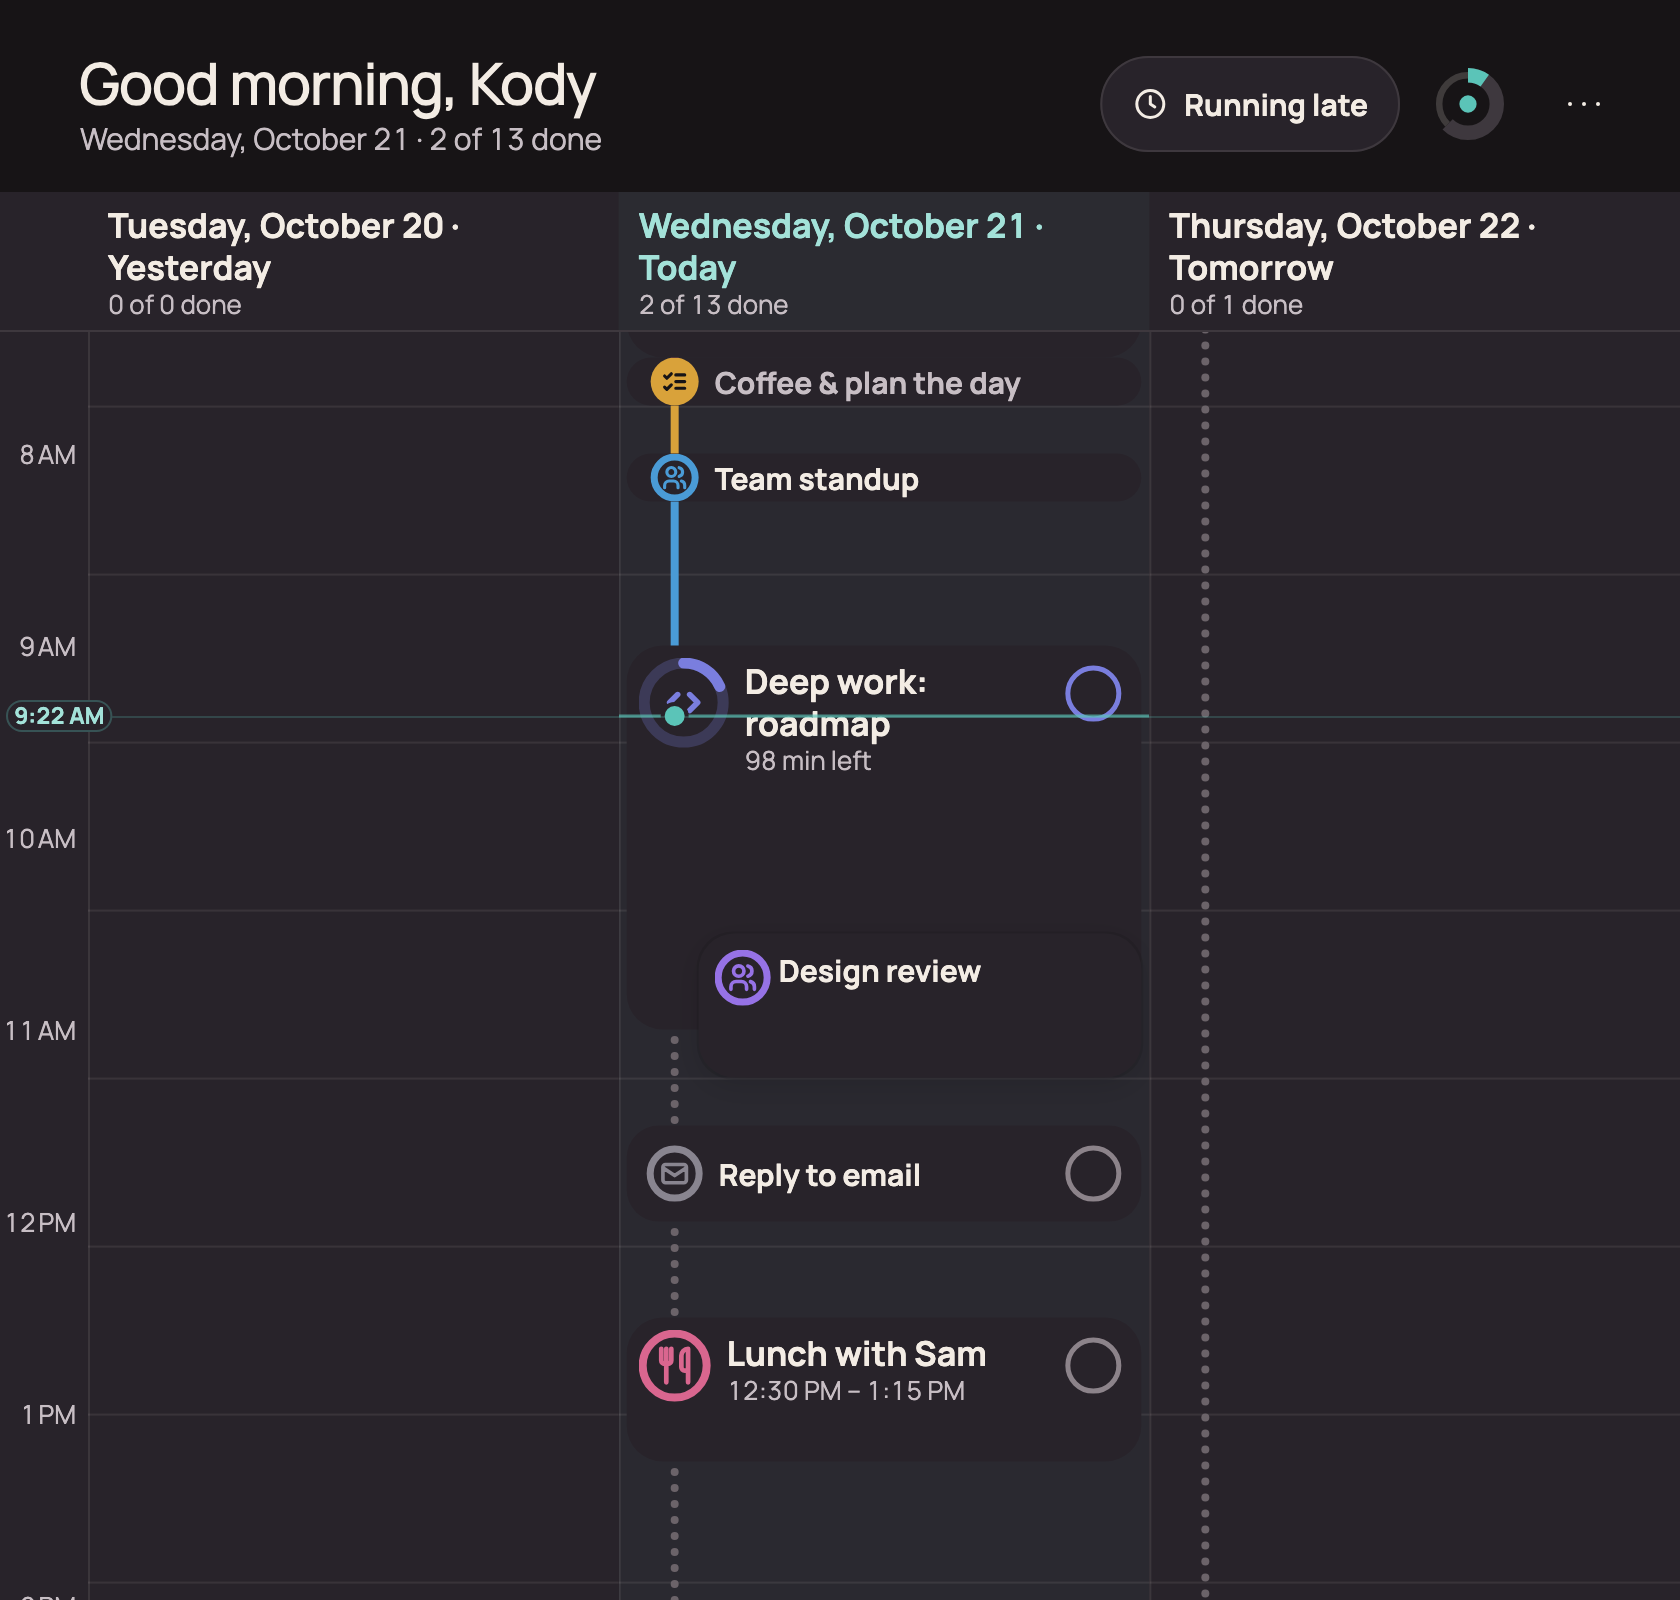 Good morning, Kody
Wednesday, October 21 · 2 of 13 done
Running late
Tuesday, October 20 ·
Yesterday
0 of 0 done
Wednesday, October 21 ·
Today
2 of 13 done
Thursday, October 22 ·
Tomorrow
0 of 1 done
Coffee & plan the day
8 AM
Team standup
9 AM
Deep work:
roadmap
98 min left
9:22 AM
10 AM
Design review
11 AM
Reply to email
12 PM
Lunch with Sam
12:30 PM – 1:15 PM
1 PM